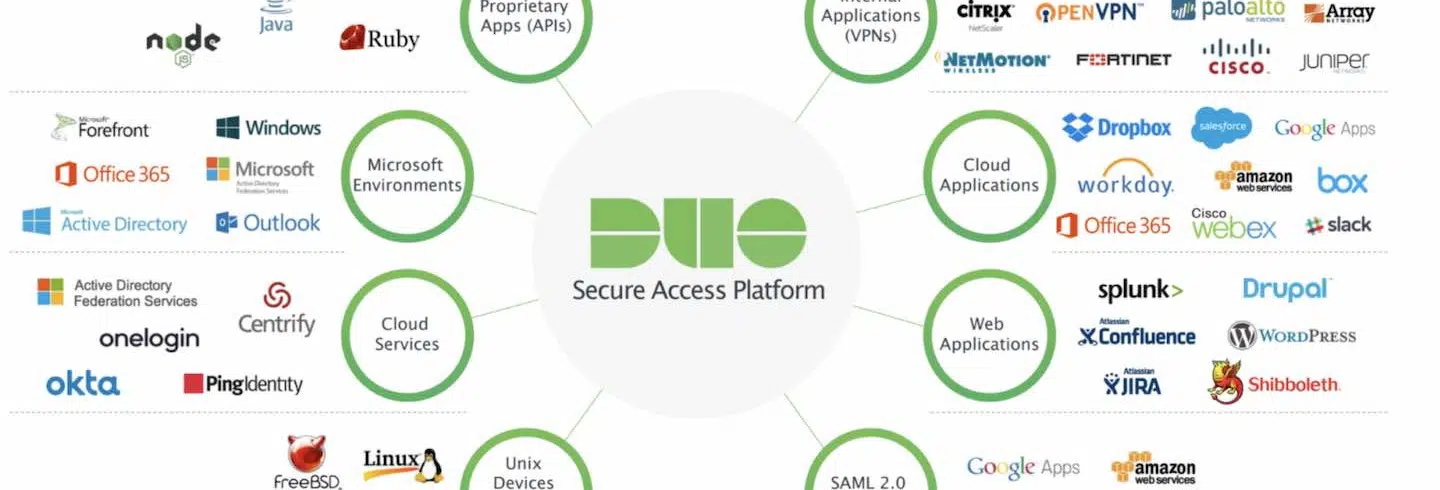 node
JS
Java
Ruby
Proprietary
Apps (APIs)
Internal
Applications
(VPNs)
CITRIX
NetScaler
OPENVPN
paloalto
NETWORKS
Array
NETWORKS
NETMOTION
WIRELESS
FORTINET
CISCO
JUNIPER
NETWORKS
Microsoft
Forefront
Windows
Office 365
Microsoft
Active Directory
Federation Services
Microsoft
Active Directory
Outlook
Microsoft
Environments
Cloud
Applications
Dropbox
salesforce
Google Apps
workday.
amazon
web services
box
Office 365
Cisco
webex
slack
DUO
Secure Access Platform
Active Directory
Federation Services
Centrify
onelogin
okta
PingIdentity
Cloud
Services
Web
Applications
splunk>
Drupal
Atlassian
Confluence
WORDPRESS
Atlassian
JIRA
Shibboleth.
FreeBSD
Linux
Unix
Devices
SAML 2.0
Google Apps
amazon
web services